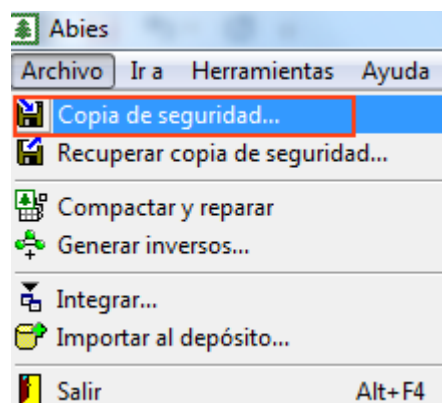 Abies
Archivo Ir a Herramientas Ayuda
Copia de seguridad...
Recuperar copia de seguridad...
Compactar y reparar
Generar inversos...
Integrar...
Importar al depósito...
Salir Alt+F4